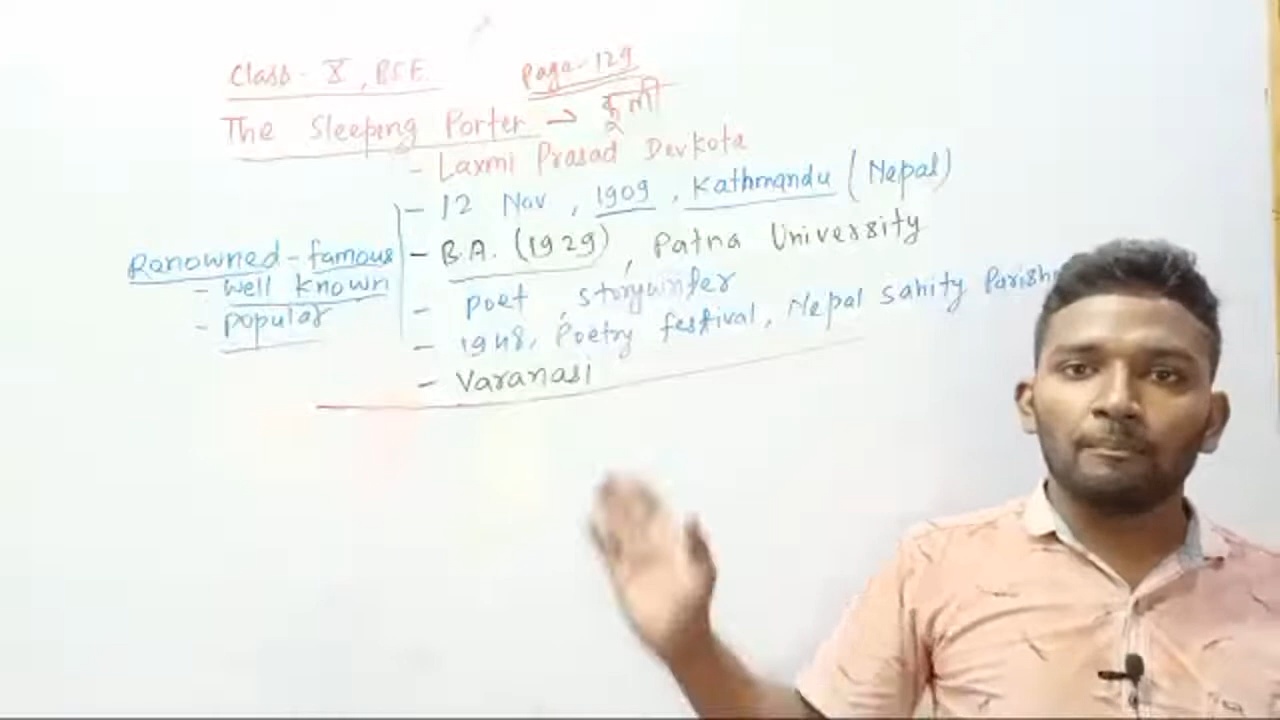 Class - X, BSE. Page-129
The Sleeping Porter → कूली
- Laxmi Prasad Devkota
- 12 Nov, 1909, Kathmandu (Nepal)
Renowned - famous
- B.A. (1929), Patna University
- well known
- poet, storywriter
- popular
- 1948, Poetry festival, Nepal Sahity Parish
- Varanasi